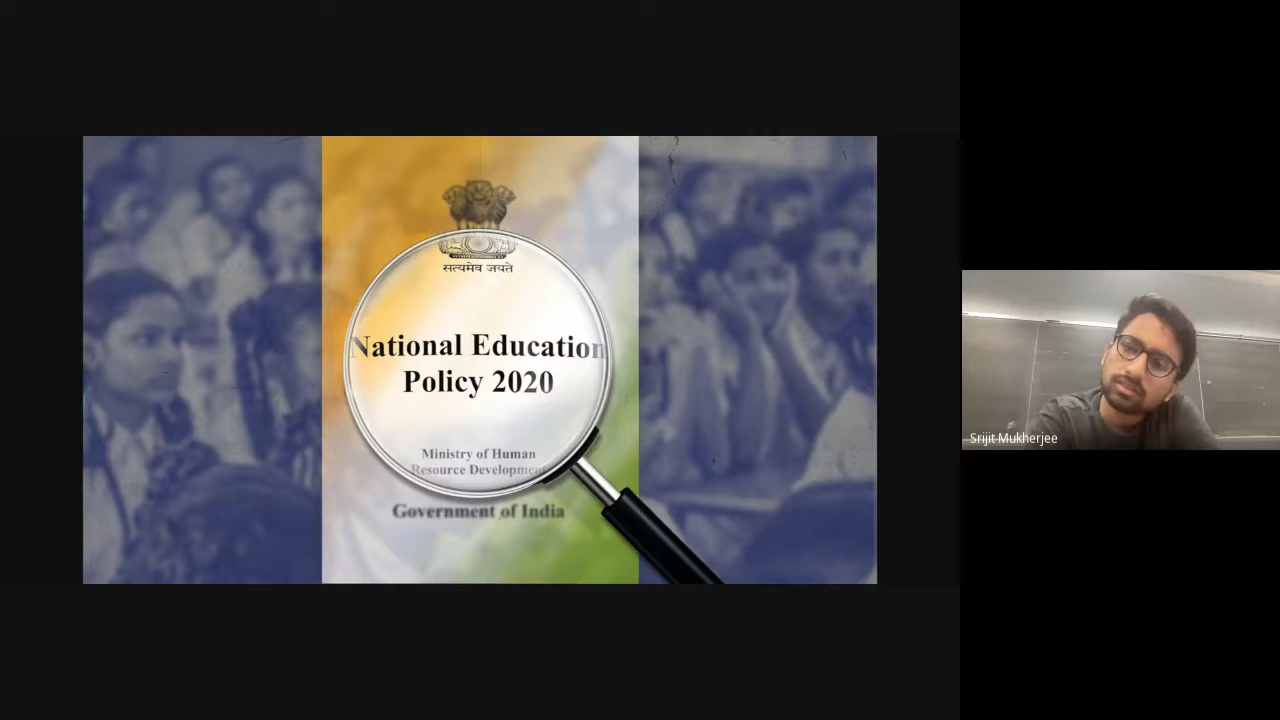 सत्यमेव जयते
National Education
Policy 2020
Ministry of Human
Resource Development
Government of India
Srijit Mukherjee